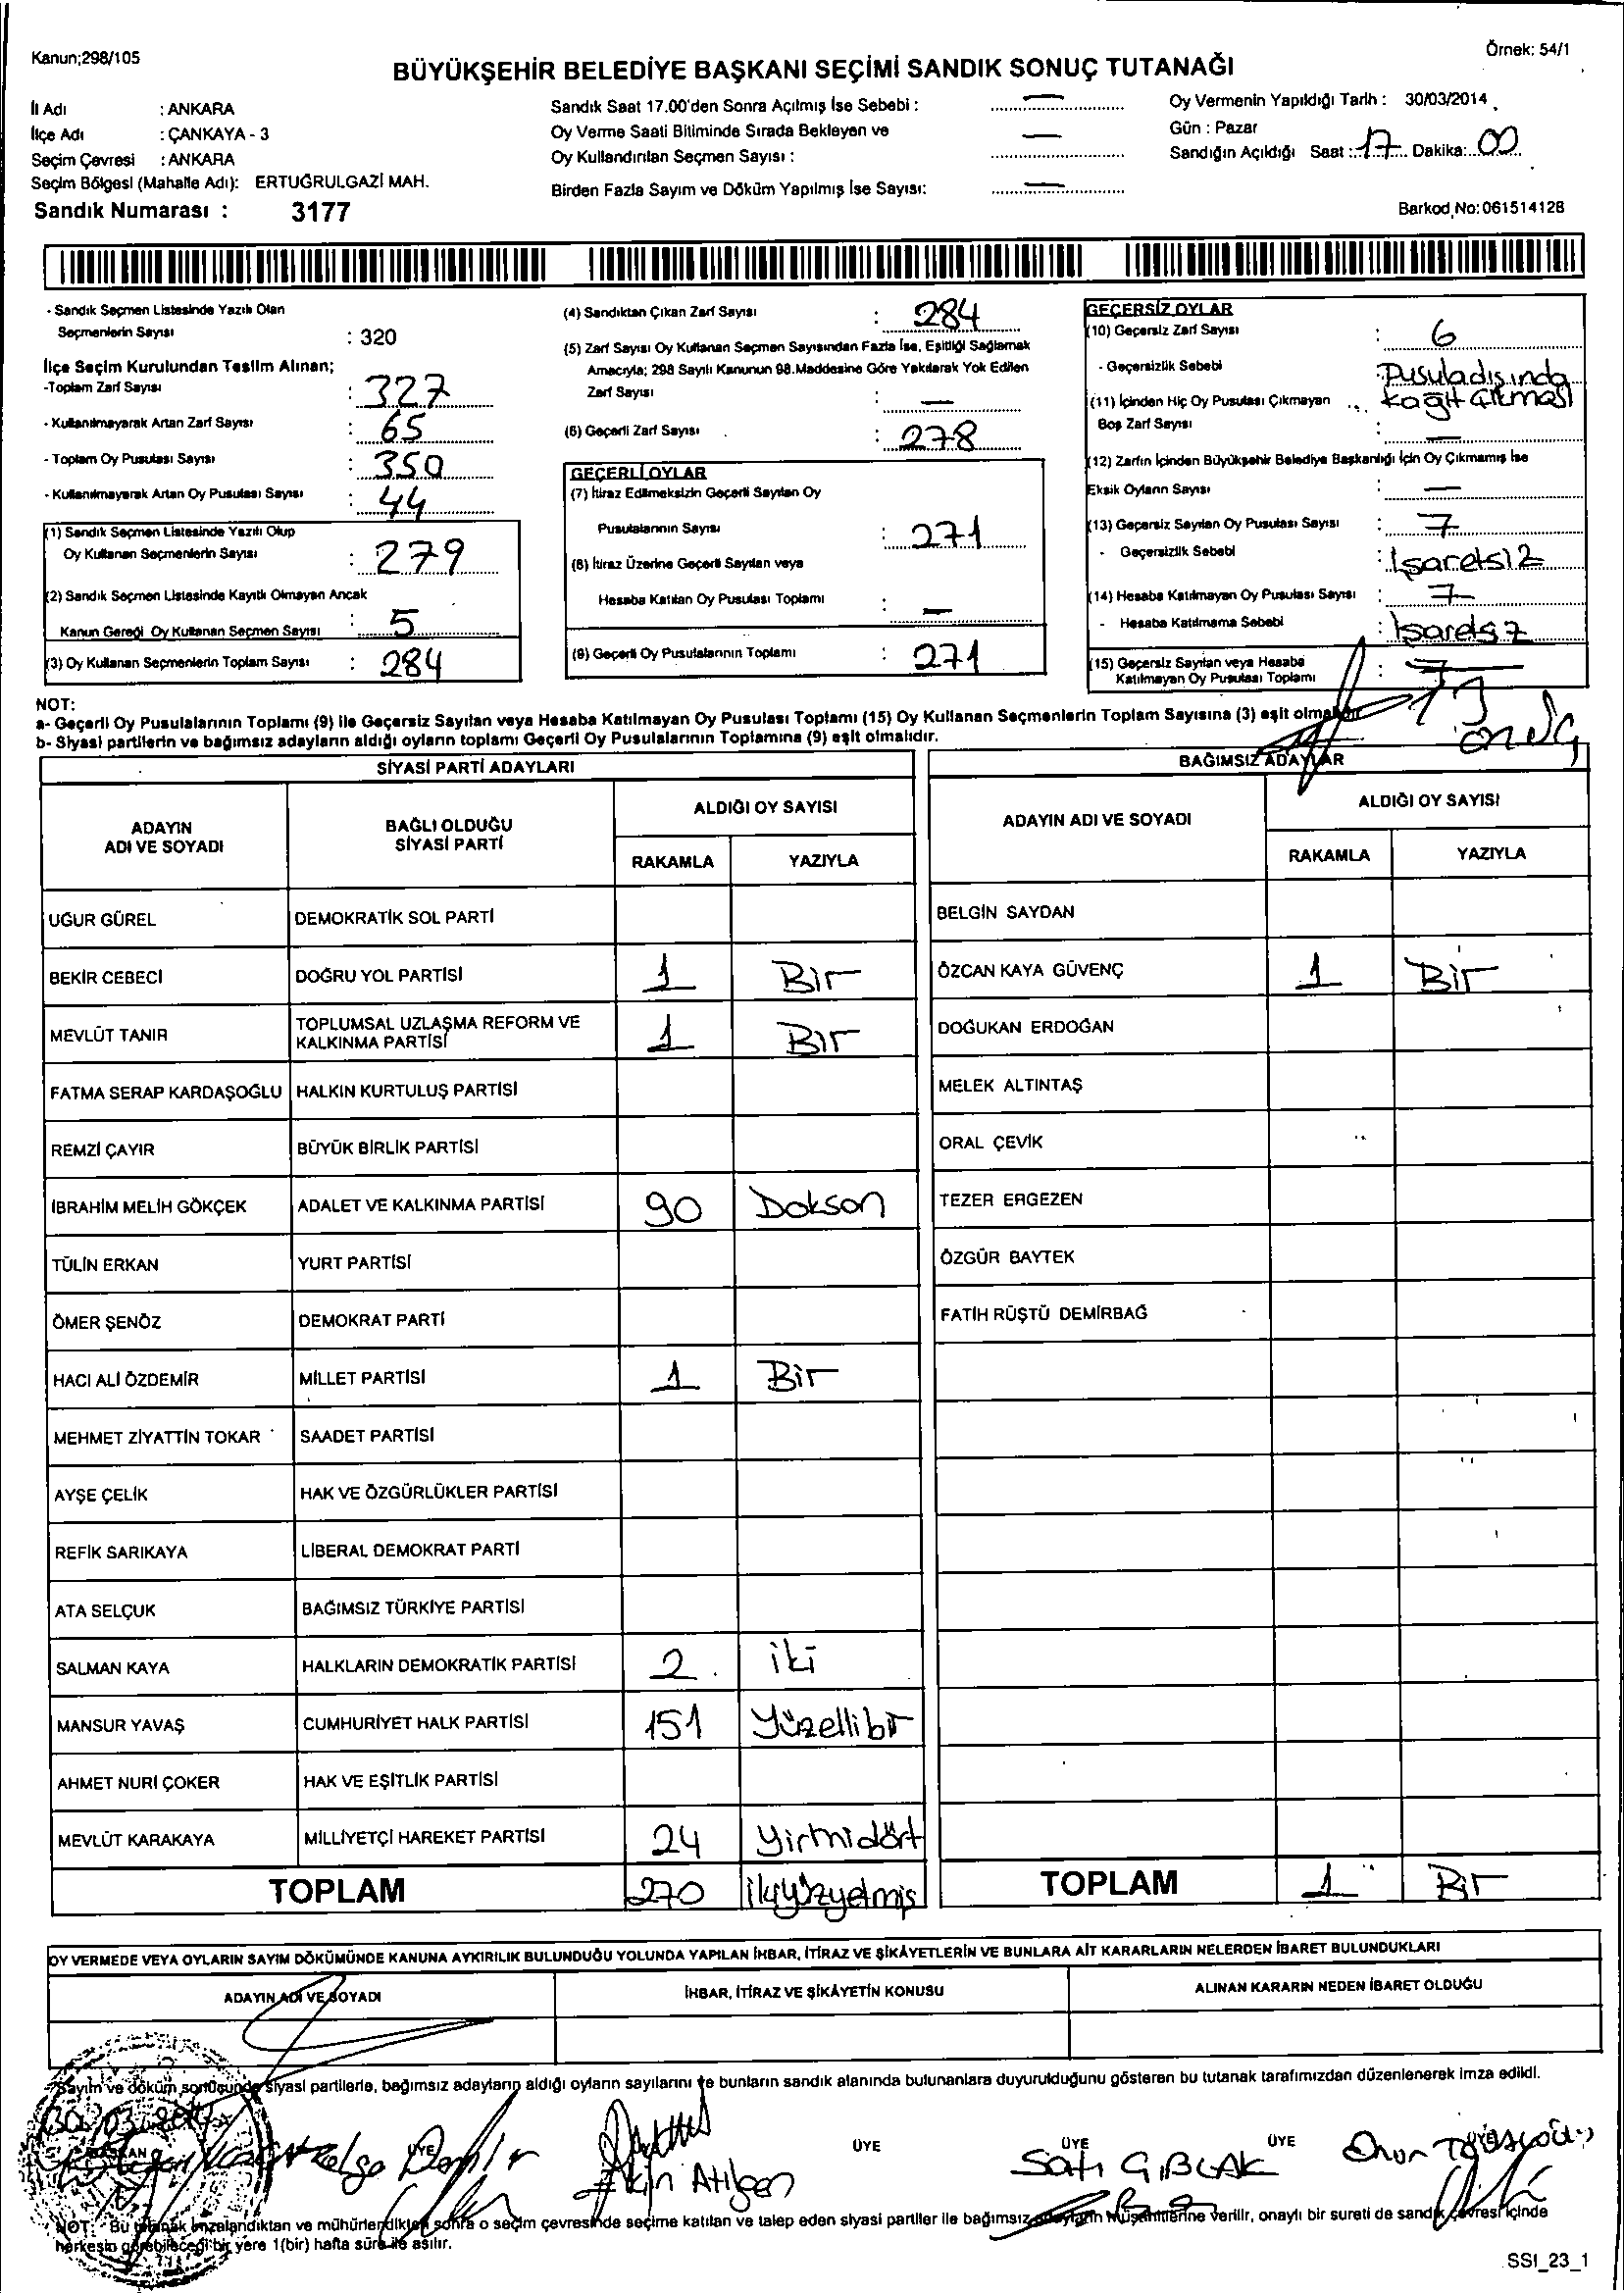 Kanun;298/105
Örnek: 54/1
BÜYÜKŞEHİR BELEDİYE BAŞKANI SEÇİMİ SANDIK SONUÇ TUTANAĞI
İl Adı : ANKARA
İlçe Adı : ÇANKAYA - 3
Seçim Çevresi : ANKARA
Seçim Bölgesi (Mahalle Adı): ERTUĞRULGAZİ MAH.
Sandık Numarası : 3177
Sandık Saat 17.00'den Sonra Açılmış İse Sebebi : —
Oy Verme Saati Bitiminde Sırada Bekleyen ve
Oy Kullandırılan Seçmen Sayısı : —
Birden Fazla Sayım ve Döküm Yapılmış İse Sayısı: —
Oy Vermenin Yapıldığı Tarih : 30/03/2014
Gün : Pazar
Sandığın Açıldığı Saat : 17 Dakika: 00
Barkod No: 061514128
- Sandık Seçmen Listesinde Yazılı Olan
Seçmenlerin Sayısı : 320
İlçe Seçim Kurulundan Teslim Alınan;
-Toplam Zarf Sayısı : 327
- Kullanılmayarak Artan Zarf Sayısı : 65
- Toplam Oy Pusulası Sayısı : 350
- Kullanılmayarak Artan Oy Pusulası Sayısı : 44
(1) Sandık Seçmen Listesinde Yazılı Olup
Oy Kullanan Seçmenlerin Sayısı : 279
(2) Sandık Seçmen Listesinde Kayıtlı Olmayan Ancak
Kanun Gereği Oy Kullanan Seçmen Sayısı : 5
(3) Oy Kullanan Seçmenlerin Toplam Sayısı : 284
(4) Sandıktan Çıkan Zarf Sayısı : 284
(5) Zarf Sayısı Oy Kullanan Seçmen Sayısından Fazla İse, Eşitliği Sağlamak
Amacıyla; 298 Sayılı Kanunun 98.Maddesine Göre Yakılarak Yok Edilen
Zarf Sayısı : —
(6) Geçerli Zarf Sayısı : 278
GEÇERLİ OYLAR
(7) İtiraz Edilmeksizin Geçerli Sayılan Oy
Pusulalarının Sayısı : 271
(8) İtiraz Üzerine Geçerli Sayılan veya
Hesaba Katılan Oy Pusulası Toplamı : —
(9) Geçerli Oy Pusulalarının Toplamı : 271
GEÇERSİZ OYLAR
(10) Geçersiz Zarf Sayısı : 6
- Geçersizlik Sebebi : Pusula dışında
kağıt çıkması
(11) İçinden Hiç Oy Pusulası Çıkmayan
Boş Zarf Sayısı : —
(12) Zarfın İçinden Büyükşehir Belediye Başkanlığı İçin Oy Çıkmamış İse
Eksik Oyların Sayısı : —
(13) Geçersiz Sayılan Oy Pusulası Sayısı : 7
- Geçersizlik Sebebi : İşaretsiz
(14) Hesaba Katılmayan Oy Pusulası Sayısı : 7
- Hesaba Katılmama Sebebi : İşaretsiz
(15) Geçersiz Sayılan veya Hesaba
Katılmayan Oy Pusulası Toplamı : 7
13
NOT:
a- Geçerli Oy Pusulalarının Toplamı (9) ile Geçersiz Sayılan veya Hesaba Katılmayan Oy Pusulası Toplamı (15) Oy Kullanan Seçmenlerin Toplam Sayısına (3) eşit olmalıdır.
b- Siyasi partilerin ve bağımsız adayların aldığı oyların toplamı Geçerli Oy Pusulalarının Toplamına (9) eşit olmalıdır.
onüç
SİYASİ PARTİ ADAYLARI
BAĞIMSIZ ADAYLAR
ADAYIN ADI VE SOYADI BAĞLI OLDUĞU SİYASİ PARTİ ALDIĞI OY SAYISI
RAKAMLA YAZIYLA
ADAYIN ADI VE SOYADI ALDIĞI OY SAYISI
RAKAMLA YAZIYLA
UĞUR GÜREL DEMOKRATİK SOL PARTİ
BELGİN SAYDAN
BEKİR CEBECİ DOĞRU YOL PARTİSİ 1 Bir
ÖZCAN KAYA GÜVENÇ 1 Bir
MEVLÜT TANIR TOPLUMSAL UZLAŞMA REFORM VE KALKINMA PARTİSİ 1 Bir
DOĞUKAN ERDOĞAN
FATMA SERAP KARDAŞOĞLU HALKIN KURTULUŞ PARTİSİ
MELEK ALTINTAŞ
REMZİ ÇAYIR BÜYÜK BİRLİK PARTİSİ
ORAL ÇEVİK
İBRAHİM MELİH GÖKÇEK ADALET VE KALKINMA PARTİSİ 90 Doksan
TEZER ERGEZEN
TÜLİN ERKAN YURT PARTİSİ
ÖZGÜR BAYTEK
ÖMER ŞENÖZ DEMOKRAT PARTİ
FATİH RÜŞTÜ DEMİRBAĞ
HACI ALİ ÖZDEMİR MİLLET PARTİSİ 1 Bir
MEHMET ZİYATTİN TOKAR SAADET PARTİSİ
AYŞE ÇELİK HAK VE ÖZGÜRLÜKLER PARTİSİ
REFİK SARIKAYA LİBERAL DEMOKRAT PARTİ
ATA SELÇUK BAĞIMSIZ TÜRKİYE PARTİSİ
SALMAN KAYA HALKLARIN DEMOKRATİK PARTİSİ 2 iki
MANSUR YAVAŞ CUMHURİYET HALK PARTİSİ 151 Yüzellibir
AHMET NURİ ÇOKER HAK VE EŞİTLİK PARTİSİ
MEVLÜT KARAKAYA MİLLİYETÇİ HAREKET PARTİSİ 24 Yirmidört
TOPLAM 270 ikiyüzyetmiş
TOPLAM 1 Bir
OY VERMEDE VEYA OYLARIN SAYIM DÖKÜMÜNDE KANUNA AYKIRILIK BULUNDUĞU YOLUNDA YAPILAN İHBAR, İTİRAZ VE ŞİKÂYETLERİN VE BUNLARA AİT KARARLARIN NELERDEN İBARET BULUNDUKLARI
ADAYIN ADI VE SOYADI İHBAR, İTİRAZ VE ŞİKÂYETİN KONUSU ALINAN KARARIN NEDEN İBARET OLDUĞU
Sayım ve döküm sonucunda siyasi partilerle, bağımsız adayların aldığı oyların sayılarını ve bunların sandık alanında bulunanlara duyurulduğunu gösteren bu tutanak tarafımızdan düzenlenerek imza edildi.
30/03/2014
BAŞKAN ÜYE ÜYE ÜYE ÜYE ÜYE
Akın Atılgan
Satı GıBLAK
Onur
NOT: Bu tutanak imzalandıktan ve mühürlendikten sonra o seçim çevresinde seçime katılan ve talep eden siyasi partiler ile bağımsız adayların müşahitlerine verilir, onaylı bir sureti de sandık çevresi içinde
herkesin görebileceği bir yere 1(bir) hafta süre ile asılır.
SSI_23_1